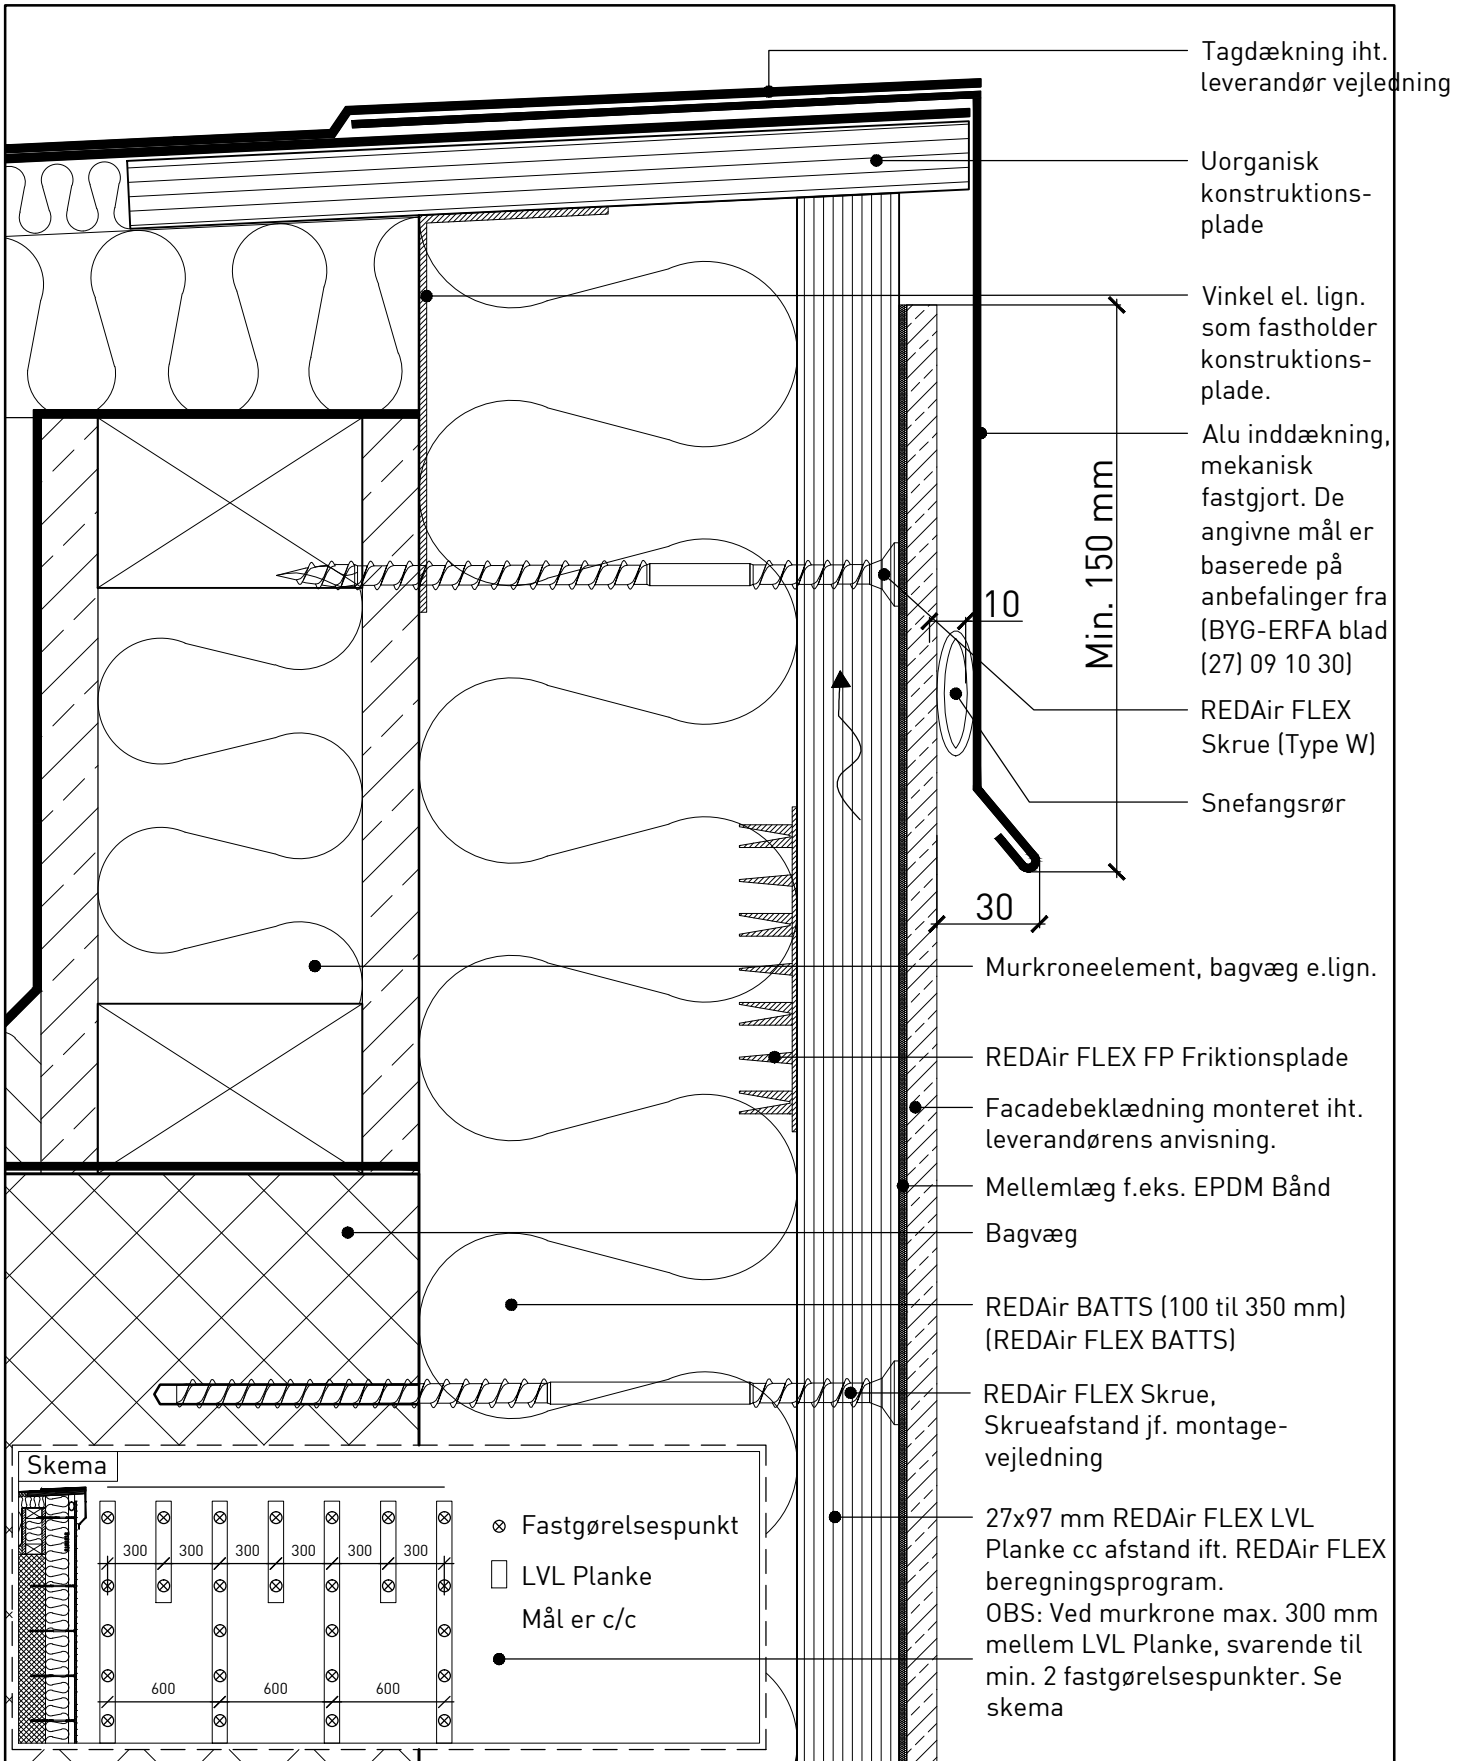 Tagdækning iht.
leverandør vejledning
Uorganisk
konstruktions-
plade
Vinkel el. lign.
som fastholder
konstruktions-
plade.
Alu inddækning,
mekanisk
fastgjort. De
angivne mål er
baserede på
anbefalinger fra
(BYG-ERFA blad
(27) 09 10 30)
Min. 150 mm
10
REDAir FLEX
Skrue (Type W)
Snefangsrør
30
Murkroneelement, bagvæg e.lign.
REDAir FLEX FP Friktionsplade
Facadebeklædning monteret iht.
leverandørens anvisning.
Mellemlæg f.eks. EPDM Bånd
Bagvæg
REDAir BATTS (100 til 350 mm)
(REDAir FLEX BATTS)
REDAir FLEX Skrue,
Skrueafstand jf. montage-
vejledning
27x97 mm REDAir FLEX LVL
Planke cc afstand ift. REDAir FLEX
beregningsprogram.
OBS: Ved murkrone max. 300 mm
mellem LVL Planke, svarende til
min. 2 fastgørelsespunkter. Se
skema
Skema
300 300 300 300 300 300
600 600 600
Fastgørelsespunkt
LVL Planke
Mål er c/c